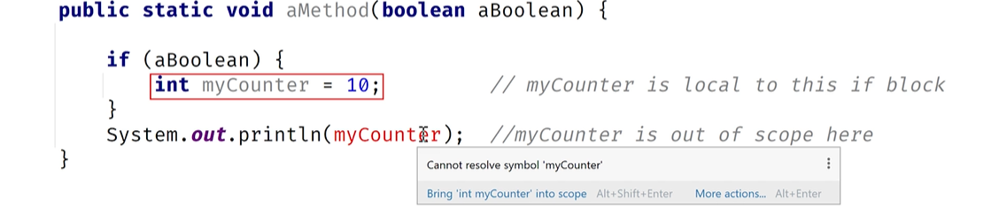 public static void aMethod(boolean aBoolean) {
if (aBoolean) {
int myCounter = 10; // myCounter is local to this if block
}
System.out.println(myCounter); //myCounter is out of scope here
}
Cannot resolve symbol 'myCounter'
Bring 'int myCounter' into scope Alt+Shift+Enter More actions... Alt+Enter